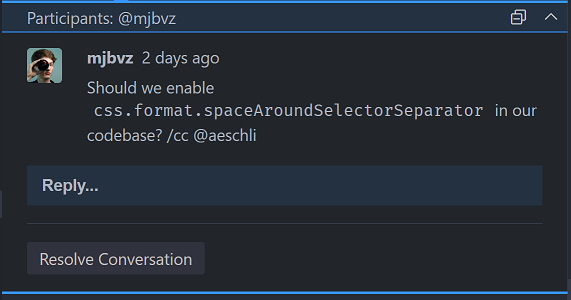 Participants: @mjbvz
mjbvz 2 days ago
Should we enable
css.format.spaceAroundSelectorSeparator in our
codebase? /cc @aeschli
Reply...
Resolve Conversation